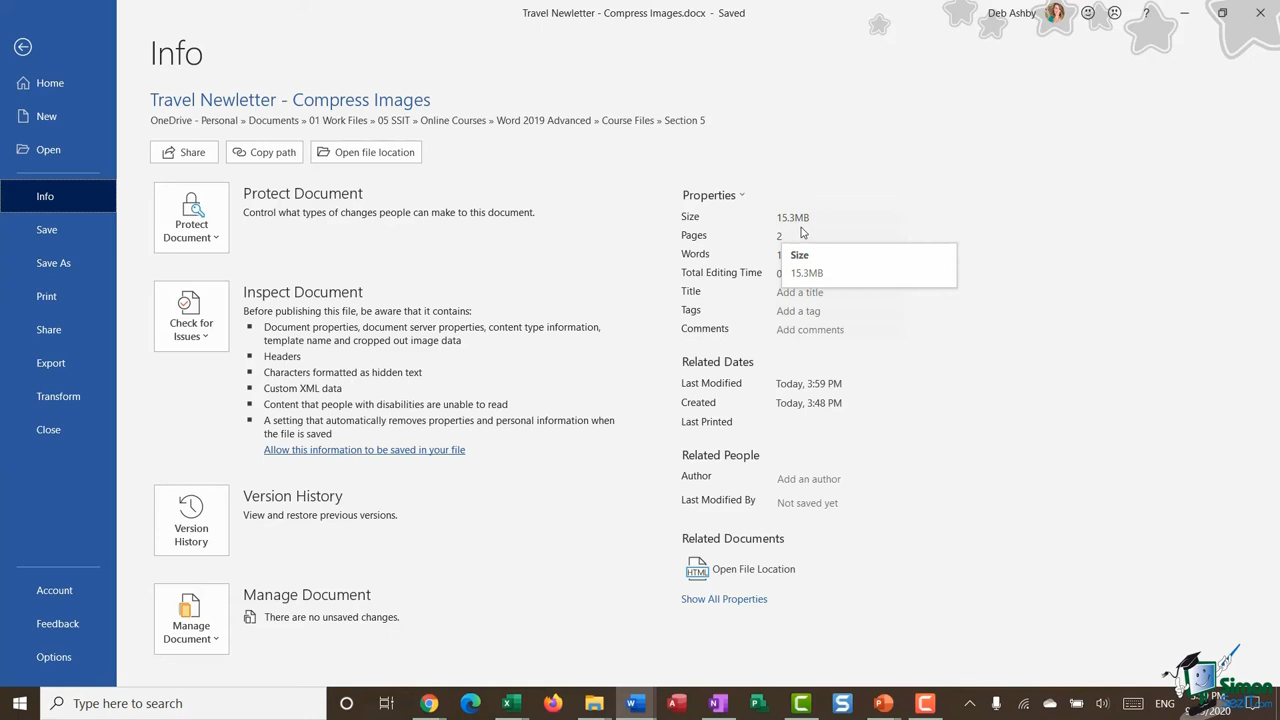 Travel Newletter - Compress Images.docx - Saved
Deb Ashby
?
Info
Home
New
Open
Info
Save
Save As
Print
Share
Export
Transform
Close
Account
Feedback
Options
Travel Newletter - Compress Images
OneDrive - Personal » Documents » 01 Work Files » 05 SSIT » Online Courses » Word 2019 Advanced » Course Files » Section 5
Share
Copy path
Open file location
Protect Document
Protect Document
Control what types of changes people can make to this document.
Check for Issues
Inspect Document
Before publishing this file, be aware that it contains:
Document properties, document server properties, content type information,
template name and cropped out image data
Headers
Characters formatted as hidden text
Custom XML data
Content that people with disabilities are unable to read
A setting that automatically removes properties and personal information when
the file is saved
Allow this information to be saved in your file
Version History
Version History
View and restore previous versions.
Manage Document
Manage Document
There are no unsaved changes.
Properties
Size 15.3MB
Pages 2
Words 1
Total Editing Time 0
Size
15.3MB
Title Add a title
Tags Add a tag
Comments Add comments
Related Dates
Last Modified Today, 3:59 PM
Created Today, 3:48 PM
Last Printed
Related People
Author Add an author
Last Modified By Not saved yet
Related Documents
HTML Open File Location
Show All Properties
Type here to search
ENG
Simon